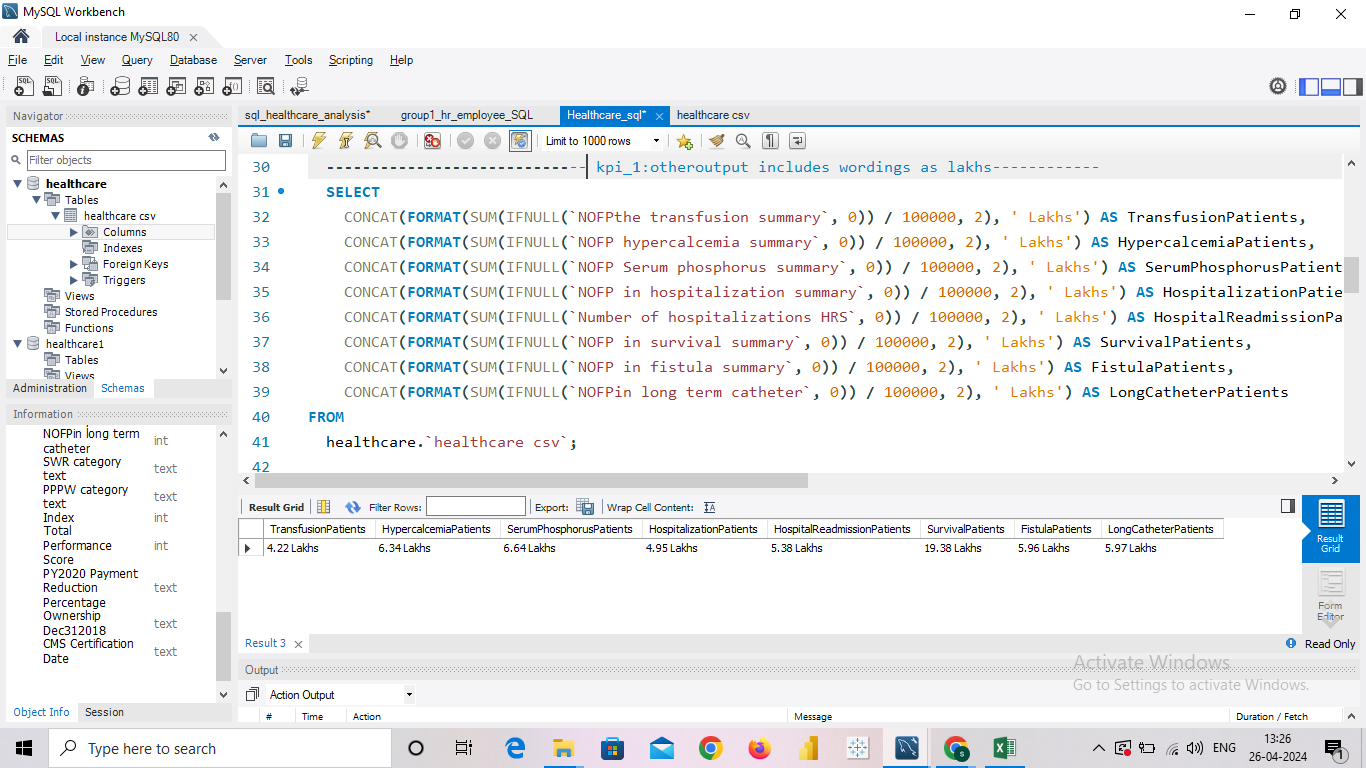 MySQL Workbench
Local instance MySQL80
File Edit View Query Database Server Tools Scripting Help
Navigator
SCHEMAS
Filter objects
healthcare
Tables
healthcare csv
Columns
Indexes
Foreign Keys
Triggers
Views
Stored Procedures
Functions
healthcare1
Tables
Views
Administration Schemas
Information
NOFPin long term catheter int
SWR category text text
PPPW category text text
Index int
Total Performance Score int
PY2020 Payment Reduction Percentage text
Ownership Dec312018 text
CMS Certification Date text
Object Info Session
sql_healthcare_analysis* group1_hr_employee_SQL Healthcare_sql* healthcare csv
Limit to 1000 rows
30 ----------------------------- kpi_1:otheroutput includes wordings as lakhs------------
31 SELECT
32 CONCAT(FORMAT(SUM(IFNULL(`NOFPthe transfusion summary`, 0)) / 100000, 2), ' Lakhs') AS TransfusionPatients,
33 CONCAT(FORMAT(SUM(IFNULL(`NOFP hypercalcemia summary`, 0)) / 100000, 2), ' Lakhs') AS HypercalcemiaPatients,
34 CONCAT(FORMAT(SUM(IFNULL(`NOFP Serum phosphorus summary`, 0)) / 100000, 2), ' Lakhs') AS SerumPhosphorusPatient
35 CONCAT(FORMAT(SUM(IFNULL(`NOFP in hospitalization summary`, 0)) / 100000, 2), ' Lakhs') AS HospitalizationPatie
36 CONCAT(FORMAT(SUM(IFNULL(`Number of hospitalizations HRS`, 0)) / 100000, 2), ' Lakhs') AS HospitalReadmissionPa
37 CONCAT(FORMAT(SUM(IFNULL(`NOFP in survival summary`, 0)) / 100000, 2), ' Lakhs') AS SurvivalPatients,
38 CONCAT(FORMAT(SUM(IFNULL(`NOFP in fistula summary`, 0)) / 100000, 2), ' Lakhs') AS FistulaPatients,
39 CONCAT(FORMAT(SUM(IFNULL(`NOFPin long term catheter`, 0)) / 100000, 2), ' Lakhs') AS LongCatheterPatients
40 FROM
41 healthcare.`healthcare csv`;
42
Result Grid Filter Rows: Export: Wrap Cell Content:
TransfusionPatients HypercalcemiaPatients SerumPhosphorusPatients HospitalizationPatients HospitalReadmissionPatients SurvivalPatients FistulaPatients LongCatheterPatients
4.22 Lakhs 6.34 Lakhs 6.64 Lakhs 4.95 Lakhs 5.38 Lakhs 19.38 Lakhs 5.96 Lakhs 5.97 Lakhs
Result Grid
Form Editor
Result 3 Read Only
Output
Activate Windows
Go to Settings to activate Windows.
Action Output
# Time Action Message Duration / Fetch
Type here to search
ENG
13:26
26-04-2024
1